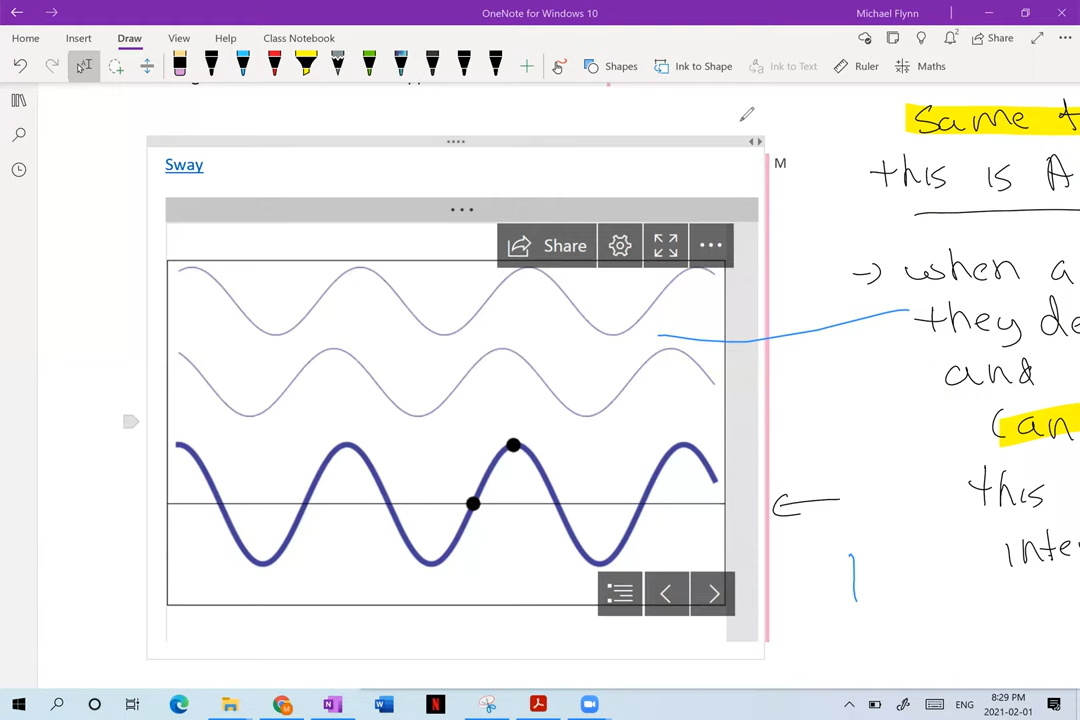 OneNote for Windows 10
Michael Flynn
Home Insert Draw View Help Class Notebook
Share
Shapes Ink to Shape Ink to Text Ruler Maths
Sway
M
Share
same
this is A
→ when a
they de
and
can
this
inte
ENG
8:29 PM
2021-02-01